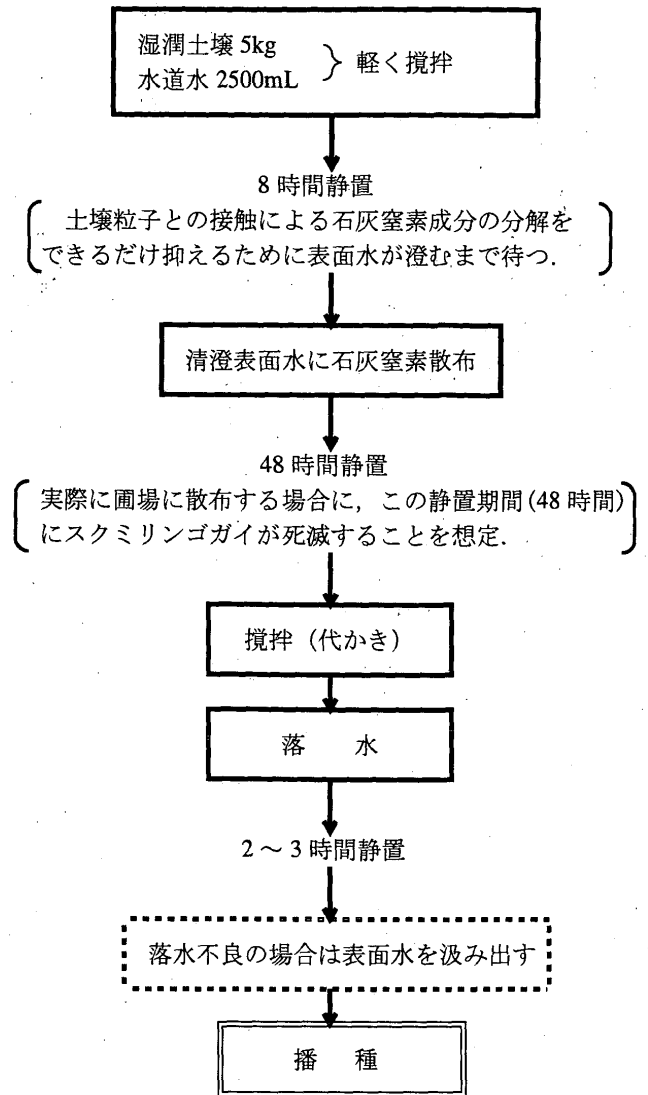 湿潤土壌 5kg
水道水 2500mL
軽く攪拌
8 時間静置
土壌粒子との接触による石灰窒素成分の分解を
できるだけ抑えるために表面水が澄むまで待つ.
清澄表面水に石灰窒素散布
48 時間静置
実際に圃場に散布する場合に，この静置期間(48 時間)
にスクミリンゴガイが死滅することを想定.
攪拌（代かき）
落　水
2 〜 3 時間静置
落水不良の場合は表面水を汲み出す
播　種